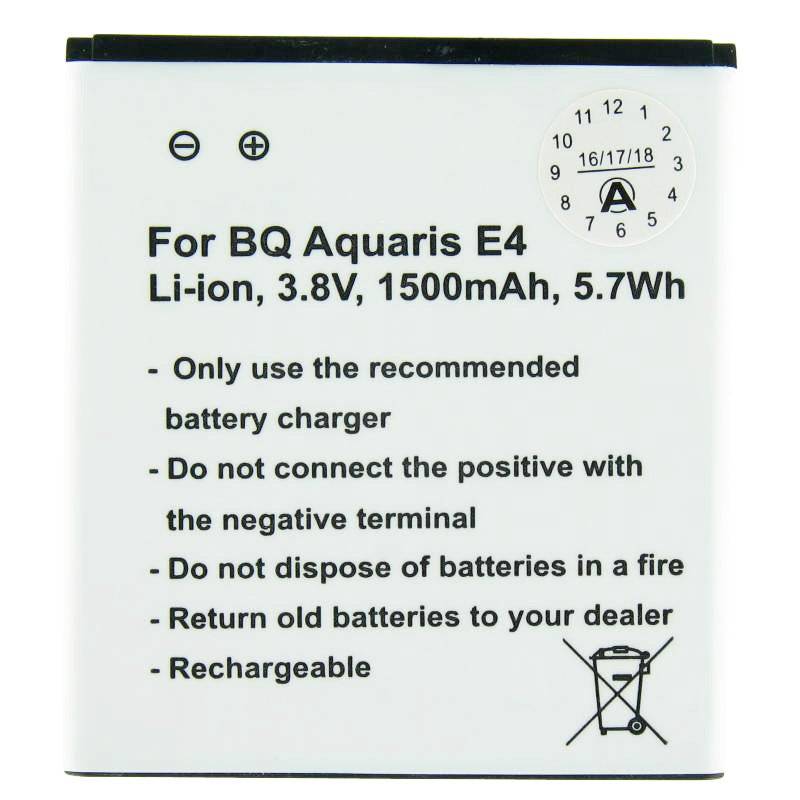 ⊖ ⊕
11 12 1
10 2
16/17/18
9 3
A
8 4
7 6 5
For BQ Aquaris E4
Li-ion, 3.8V, 1500mAh, 5.7Wh
- Only use the recommended
battery charger
- Do not connect the positive with
the negative terminal
- Do not dispose of batteries in a fire
- Return old batteries to your dealer
- Rechargeable